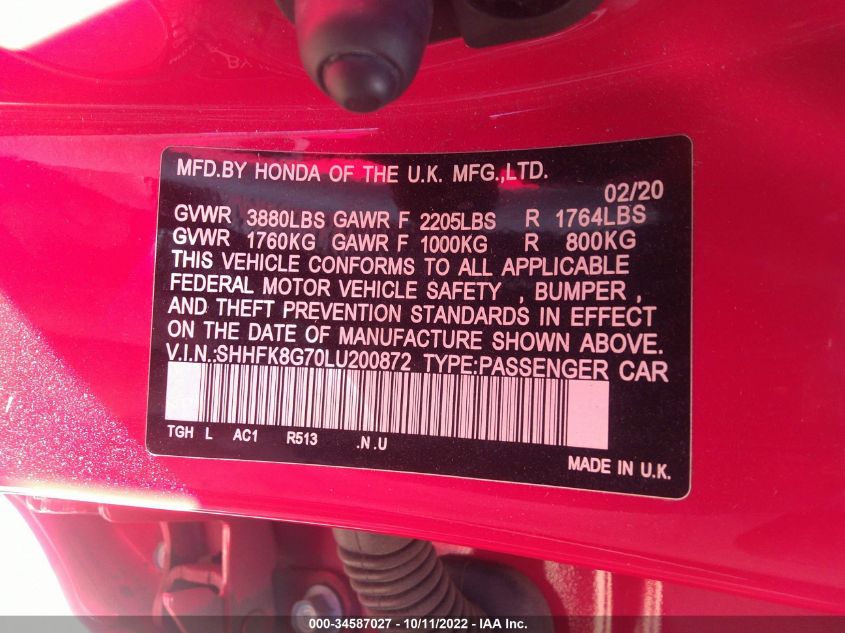 MFD.BY HONDA OF THE U.K. MFG.,LTD.
02/20
GVWR 3880LBS GAWR F 2205LBS R 1764LBS
GVWR 1760KG GAWR F 1000KG R 800KG
THIS VEHICLE CONFORMS TO ALL APPLICABLE
FEDERAL MOTOR VEHICLE SAFETY , BUMPER ,
AND THEFT PREVENTION STANDARDS IN EFFECT
ON THE DATE OF MANUFACTURE SHOWN ABOVE.
V.I.N.:SHHFK8G70LU200872 TYPE:PASSENGER CAR
TGH L AC1 R513 .N.U
MADE IN U.K.
000-34587027 - 10/11/2022 - IAA Inc.